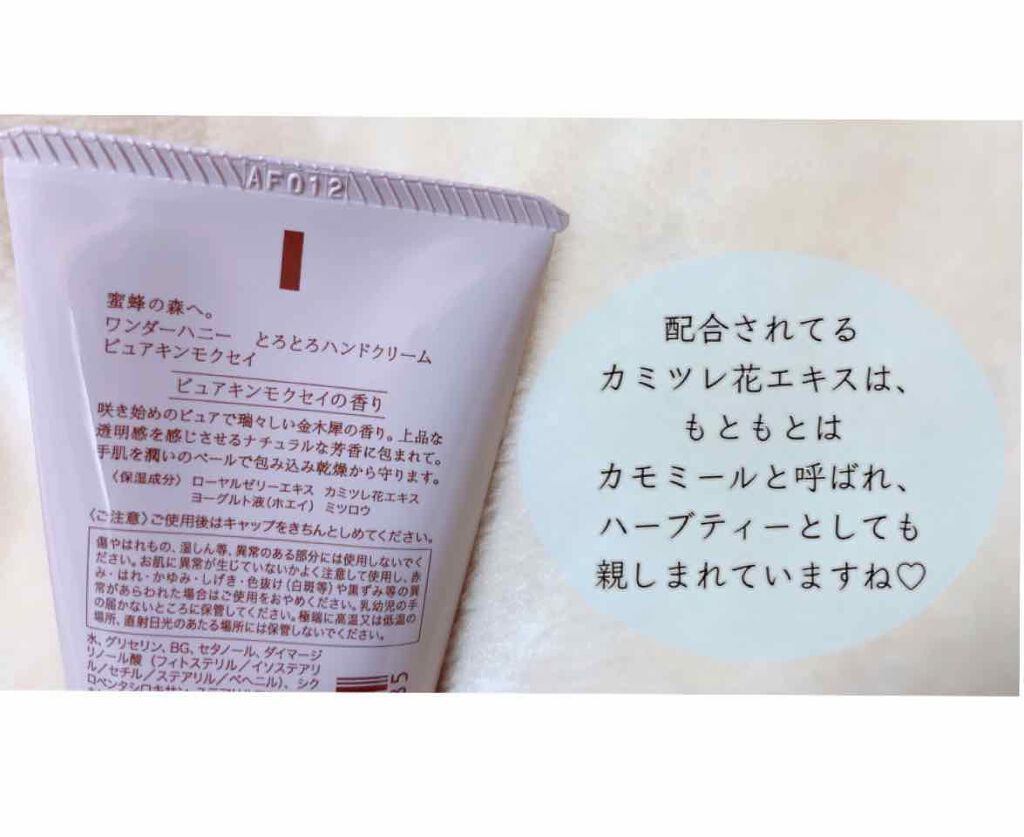 AF012
蜜蜂の森へ。
ワンダーハニー とろとろハンドクリーム
ピュアキンモクセイ
ピュアキンモクセイの香り
咲き始めのピュアで瑞々しい金木犀の香り。上品な
透明感を感じさせるナチュラルな芳香に包まれて。
手肌を潤いのベールで包み込み乾燥から守ります。
〈保湿成分〉ローヤルゼリーエキス カミツレ花エキス
ヨーグルト液(ホエイ) ミツロウ
〈ご注意〉ご使用後はキャップをきちんとしめてください。
傷やはれもの、湿しん等、異常のある部分には使用しないでく
ださい。お肌に異常が生じていないかよく注意して使用し、赤
み・はれ・かゆみ・しげき・色抜け(白斑等)や黒ずみ等の異
常があらわれた場合はご使用をおやめください。乳幼児の手
の届かないところに保管してください。極端に高温又は低温の
場所、直射日光のあたる場所には保管しないでください。
水、グリセリン、BG、セタノール、ダイマージ
リノール酸(フィトステリル/イソステアリ
ル/セチル/ステアリル/ベヘニル)、シク
ロペンタシロキサン、
配合されてる
カミツレ花エキスは、
もともとは
カモミールと呼ばれ、
ハーブティーとしても
親しまれていますね♡